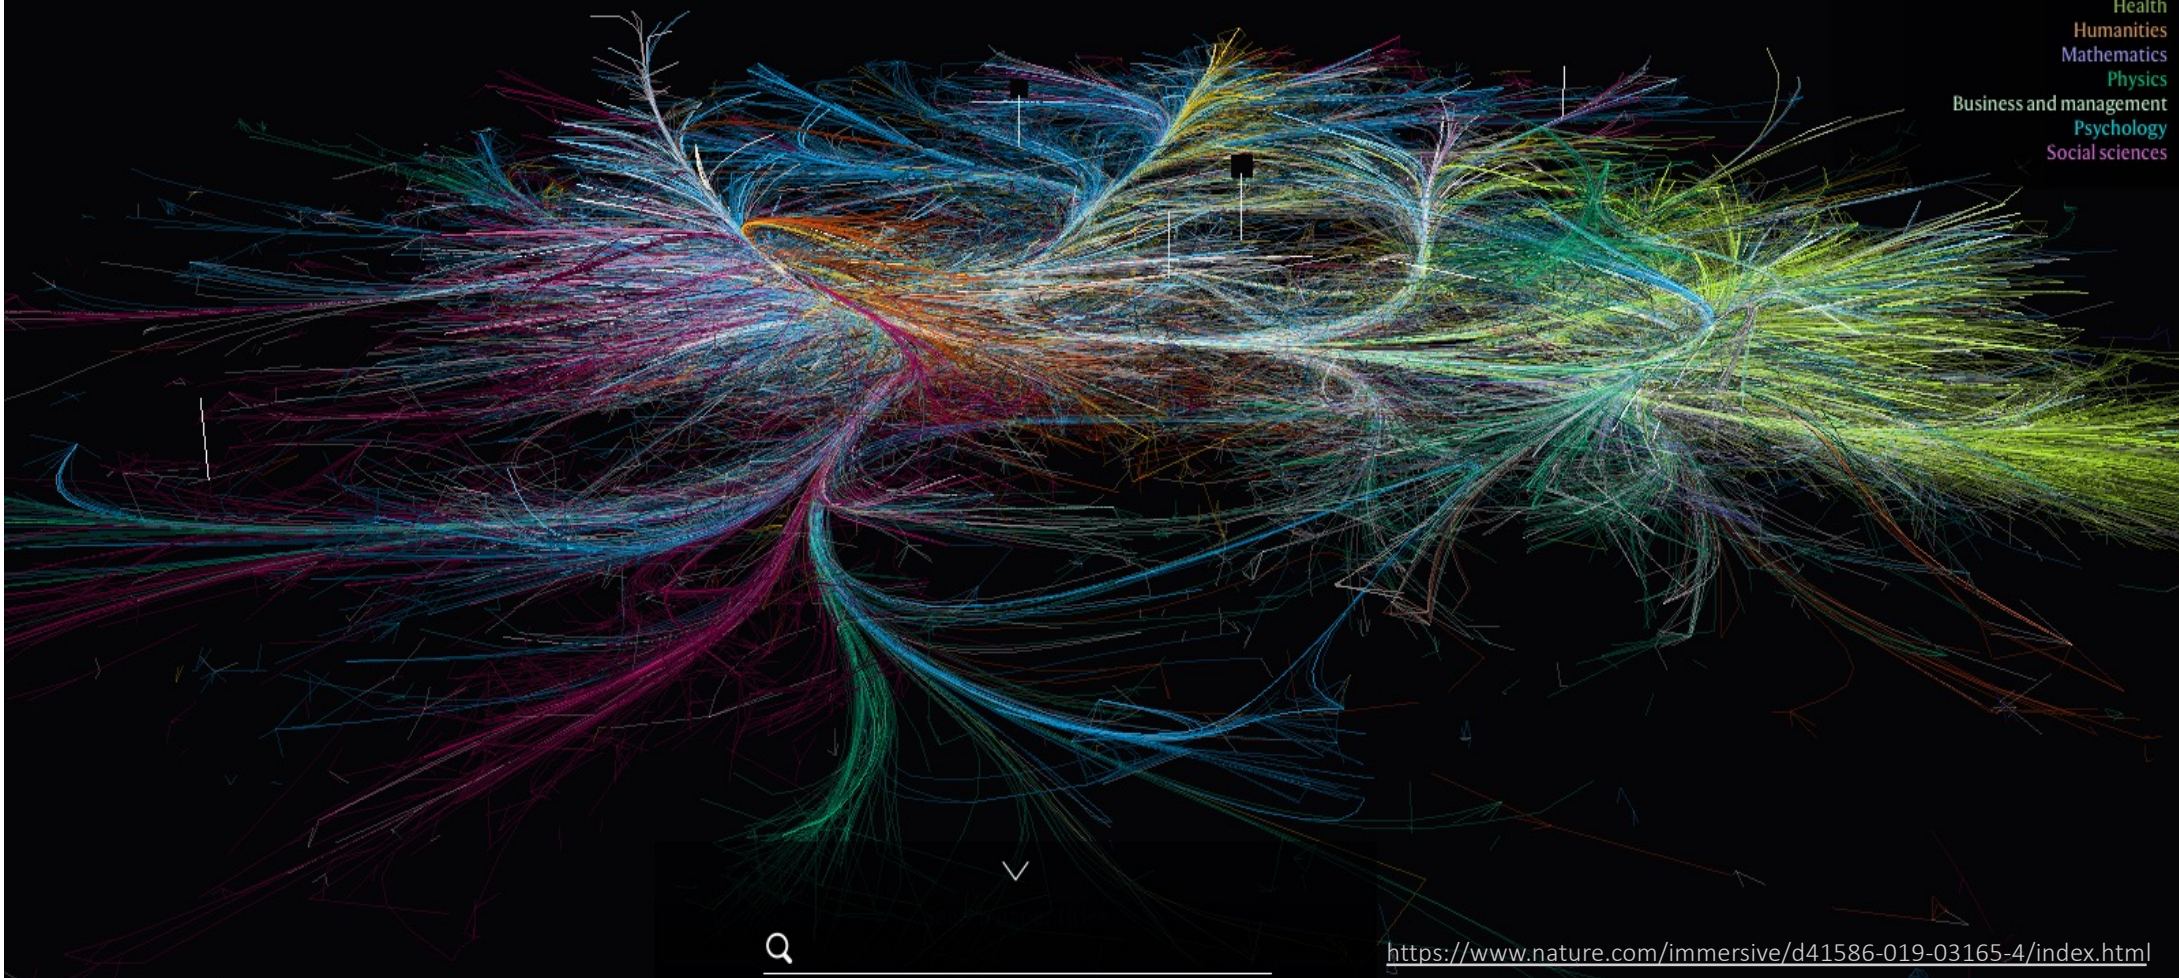 Health
Humanities
Mathematics
Physics
Business and management
Psychology
Social sciences
https://www.nature.com/immersive/d41586-019-03165-4/index.html